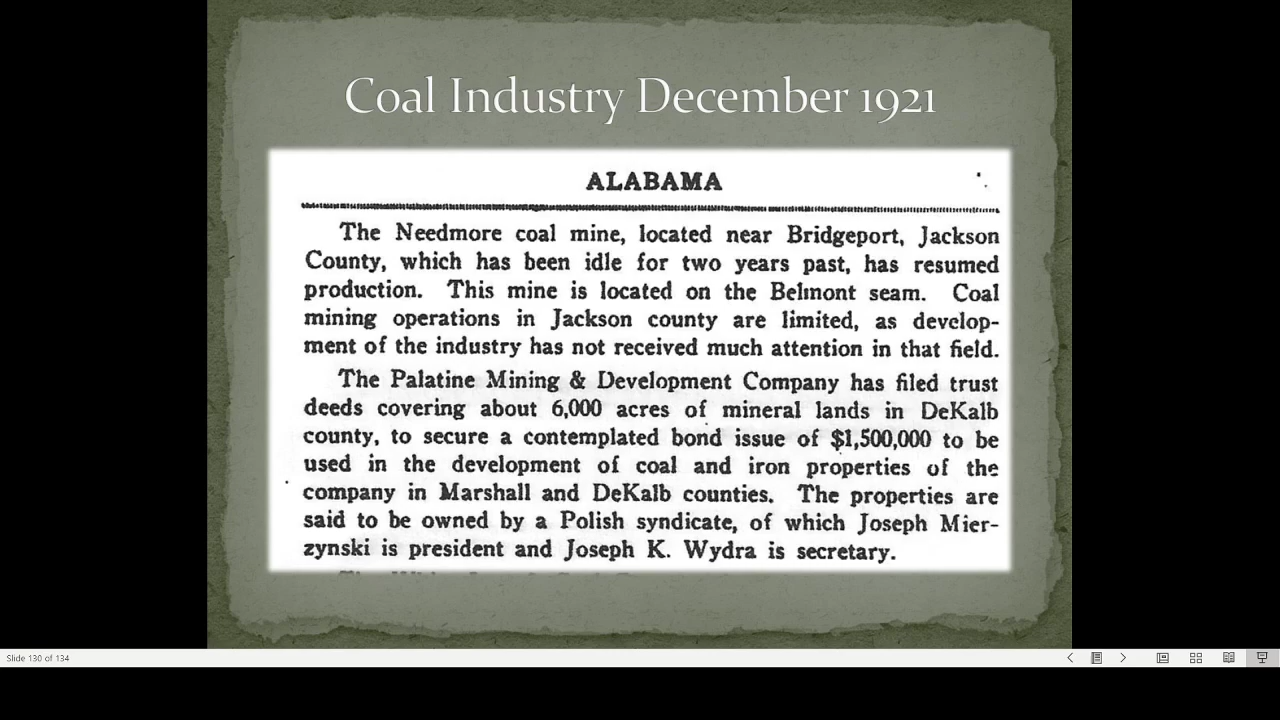 Coal Industry December 1921
ALABAMA
The Needmore coal mine, located near Bridgeport, Jackson
County, which has been idle for two years past, has resumed
production. This mine is located on the Belmont seam. Coal
mining operations in Jackson county are limited, as develop-
ment of the industry has not received much attention in that field.
The Palatine Mining & Development Company has filed trust
deeds covering about 6,000 acres of mineral lands in DeKalb
county, to secure a contemplated bond issue of $1,500,000 to be
used in the development of coal and iron properties of the
company in Marshall and DeKalb counties. The properties are
said to be owned by a Polish syndicate, of which Joseph Mier-
zynski is president and Joseph K. Wydra is secretary.
Slide 130 of 134